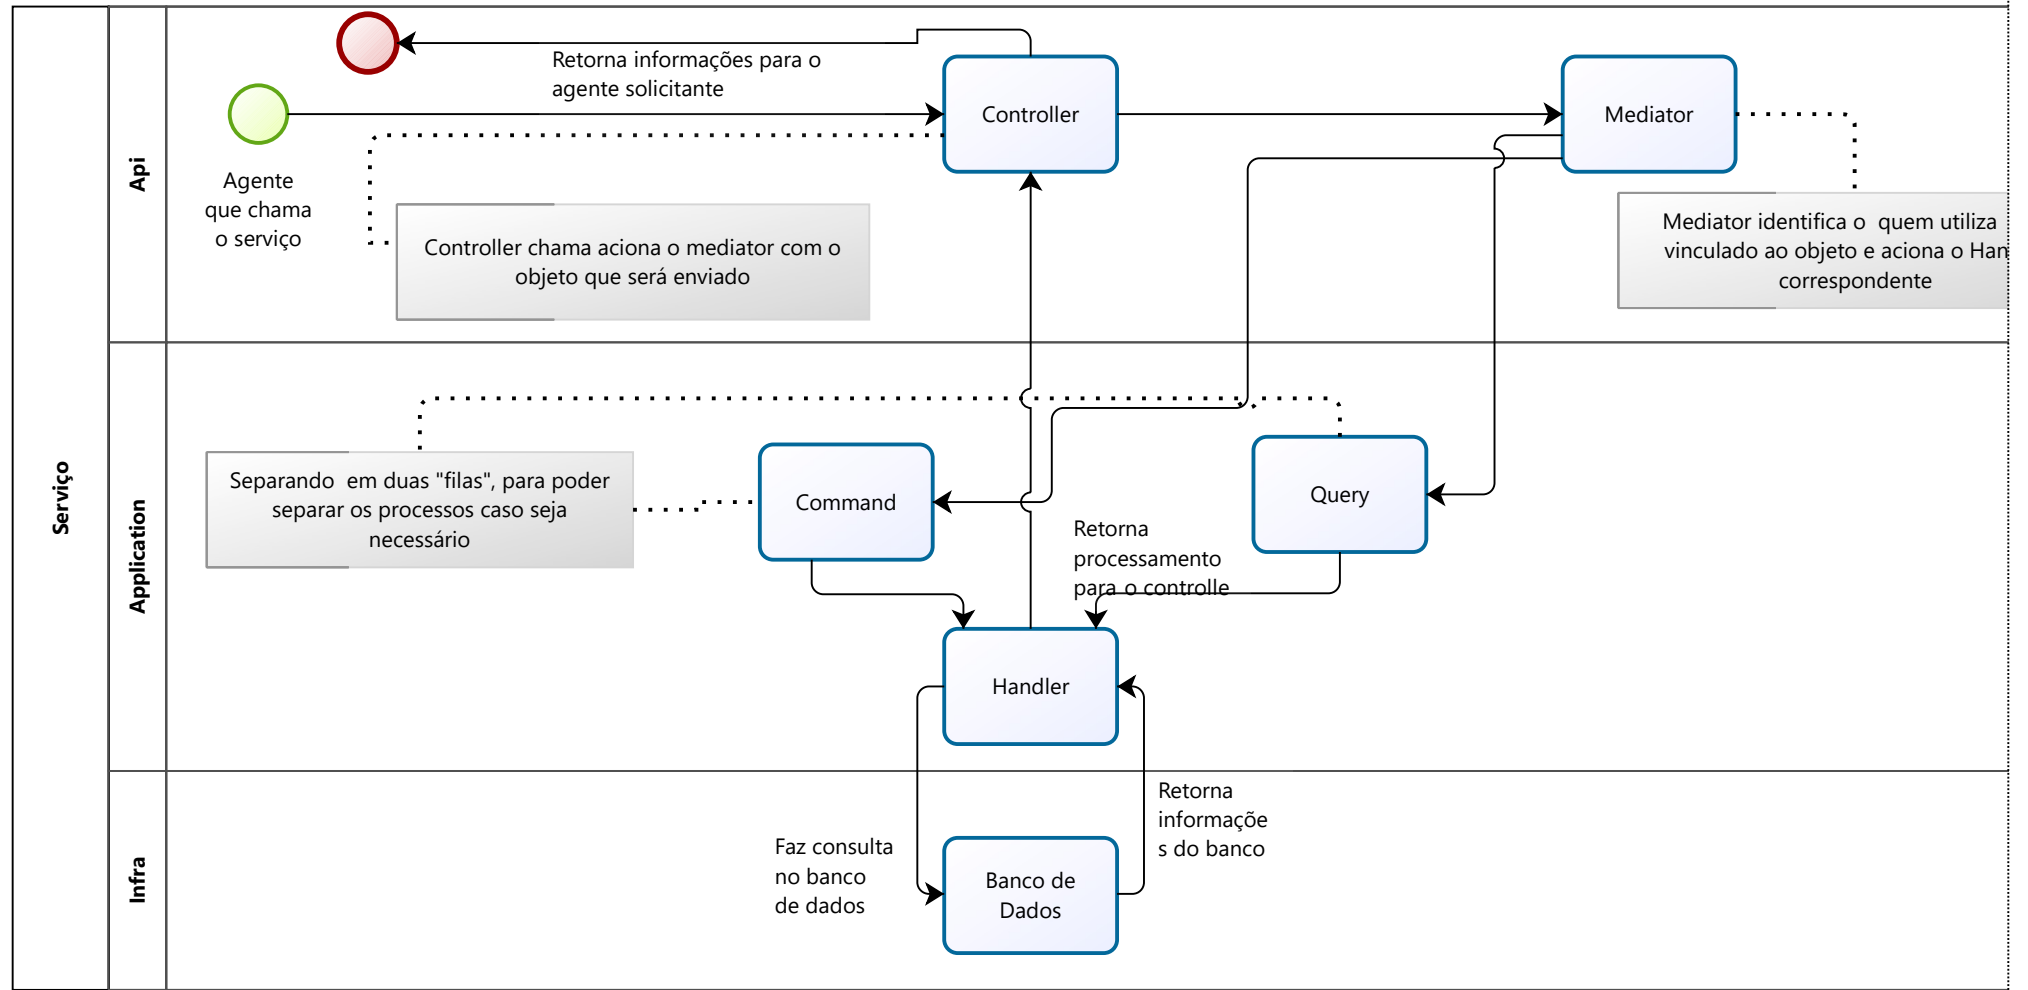 Serviço
Api
Retorna informações para o
agente solicitante
Controller
Mediator
Agente
que chama
o serviço
Controller chama aciona o mediator com o
objeto que será enviado
Mediator identifica o  quem utiliza
vinculado ao objeto e aciona o Han
correspondente
Application
Separando  em duas "filas", para poder
separar os processos caso seja
necessário
Command
Query
Retorna
processamento
para o controlle
Handler
Infra
Faz consulta
no banco
de dados
Banco de
Dados
Retorna
informaçõe
s do banco